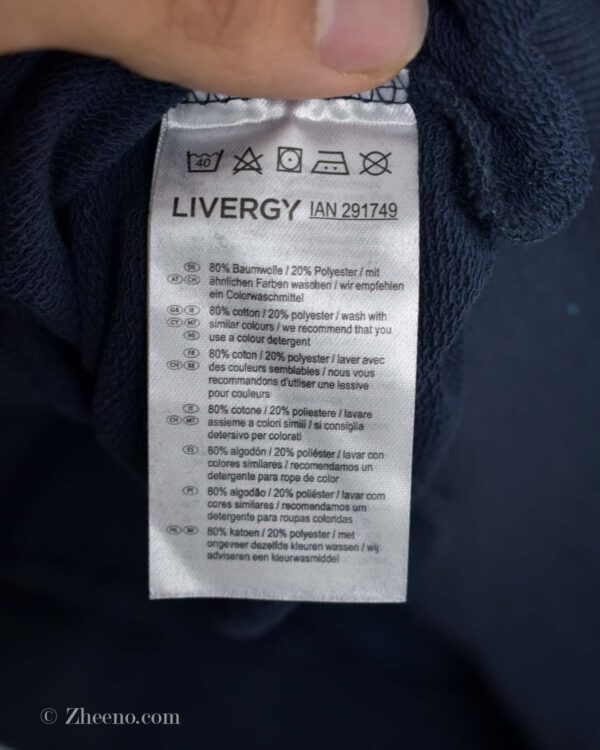 40
LIVERGY IAN 291749
DE 80% Baumwolle / 20% Polyester / mit
AT CH ähnlichen Farben waschen / wir empfehlen
ein Colorwaschmittel
GB IE 80% cotton / 20% polyester / wash with
CY MT similar colours / we recommend that you
NI use a colour detergent
FR 80% coton / 20% polyester / laver avec
CH BE des couleurs semblables / nous vous
recommandons d'utiliser une lessive
pour couleurs
IT 80% cotone / 20% poliestere / lavare
CH MT assieme a colori simili / si consiglia
detersivo per colorati
ES 80% algodón / 20% poliéster / lavar con
colores similares / recomendamos un
detergente para ropa de color
PT 80% algodão / 20% poliéster / lavar com
cores similares / recomendamos um
detergente para roupas coloridas
NL BE 80% katoen / 20% polyester / met
ongeveer dezelfde kleuren wassen / wij
adviseren een kleurwasmiddel
© Zheeno.com